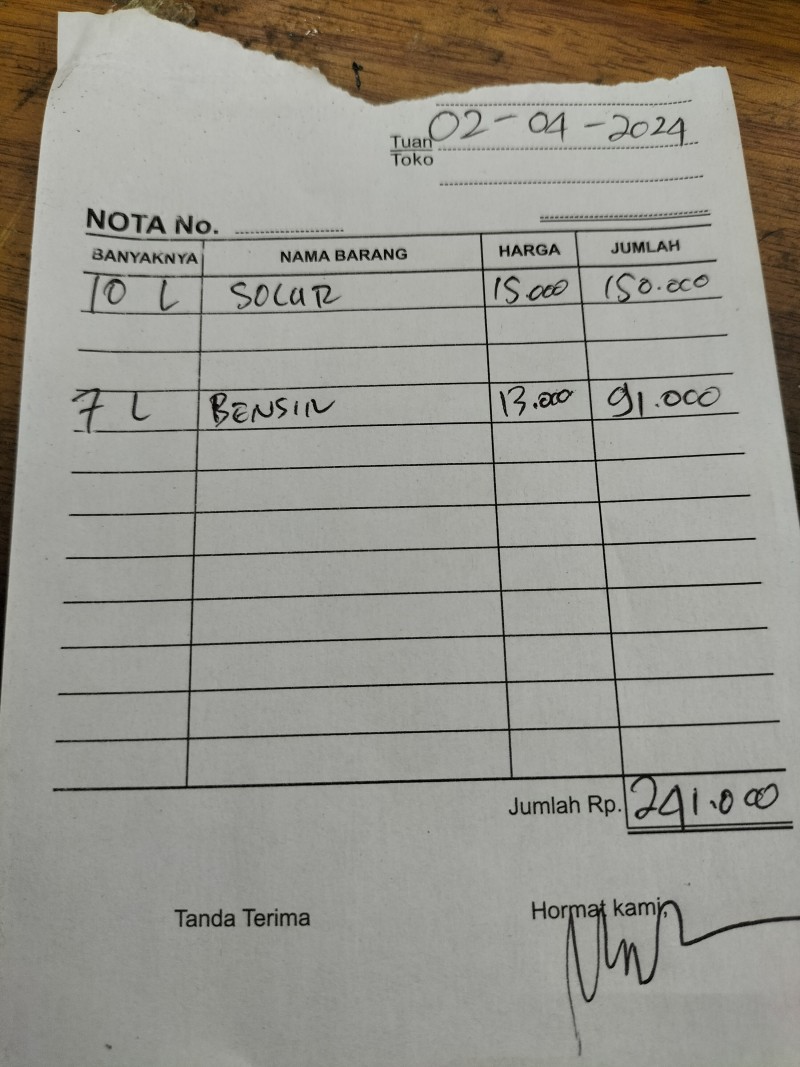 02-04-2024
Tuan
Toko
NOTA No.
BANYAKNYA NAMA BARANG HARGA JUMLAH
10 L SOLAR 15.000 150.000
7 L BENSIN 13.000 91.000
Jumlah Rp. 241.000
Tanda Terima Hormat kami,